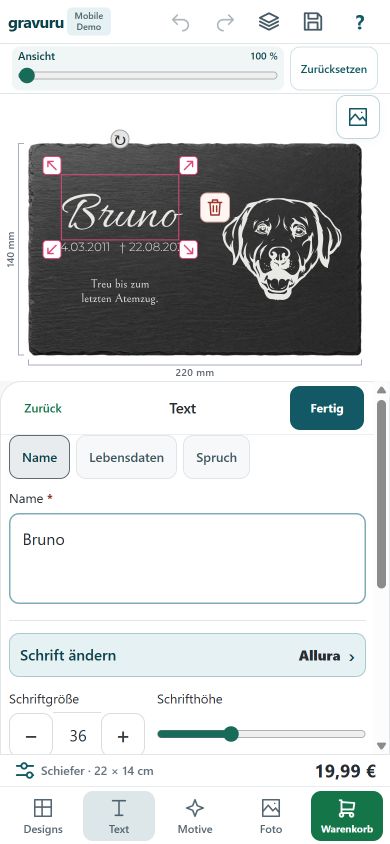 gravuru Mobile Demo ?
Ansicht 100 % Zurücksetzen
Bruno
4.03.2011 † 22.08.20
Treu bis zum
letzten Atemzug.
140 mm
220 mm
Zurück Text Fertig
Name Lebensdaten Spruch
Name *
Bruno
Schrift ändern Allura ›
Schriftgröße Schrifthöhe
− 36 +
Schiefer · 22 × 14 cm 19,99 €
Designs Text Motive Foto Warenkorb